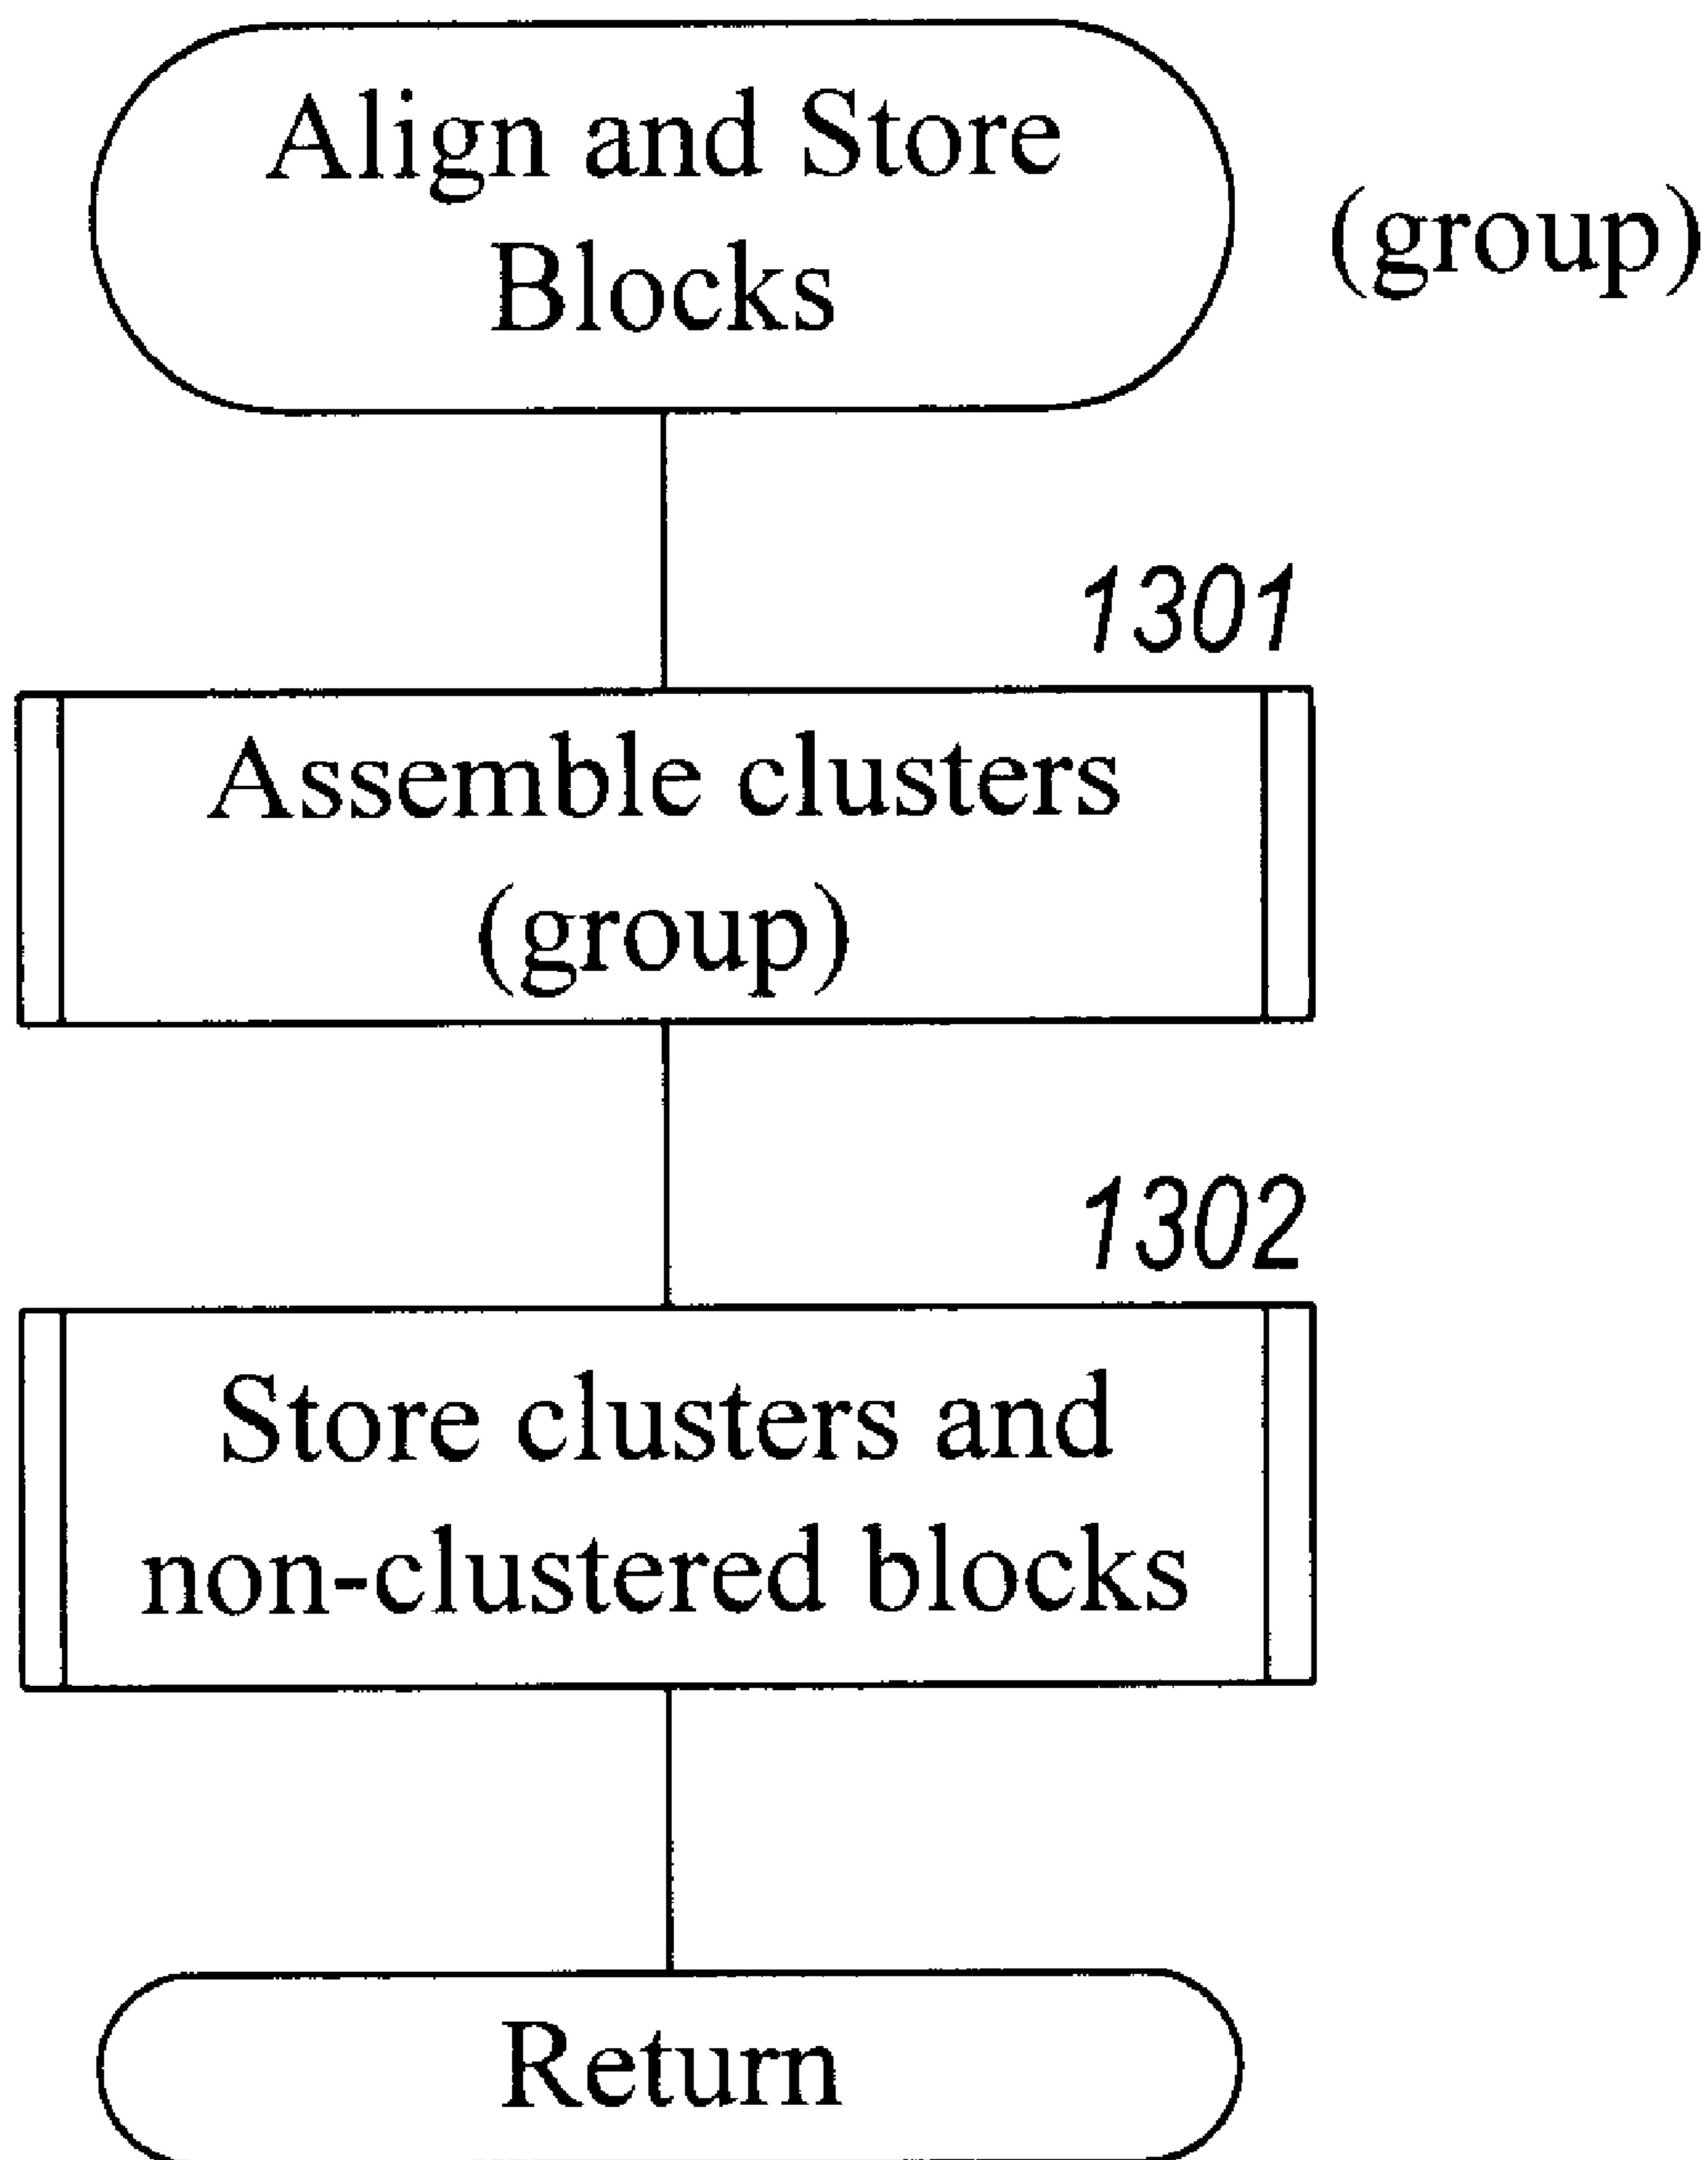 Align and Store
Blocks
(group)
1301
Assemble clusters
(group)
1302
Store clusters and
non-clustered blocks
Return